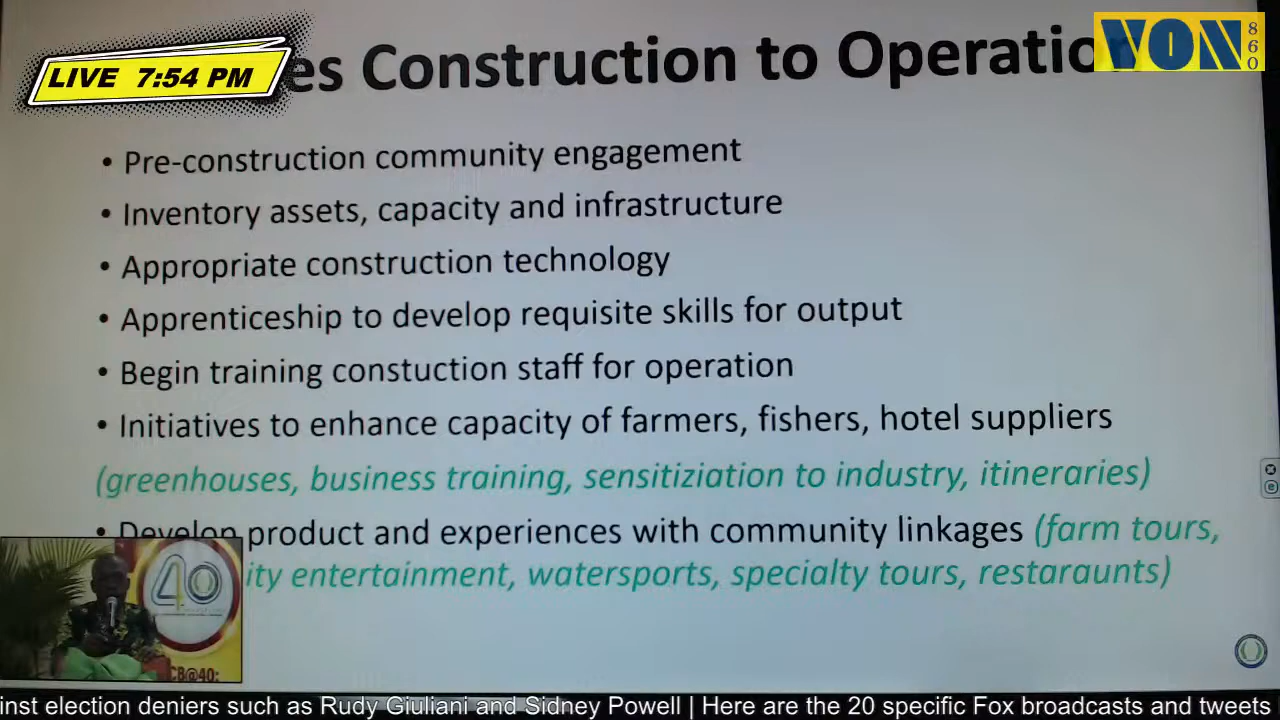 LIVE 7:54 PM
es Construction to Operatio
VON
860
• Pre-construction community engagement
• Inventory assets, capacity and infrastructure
• Appropriate construction technology
• Apprenticeship to develop requisite skills for output
• Begin training constuction staff for operation
• Initiatives to enhance capacity of farmers, fishers, hotel suppliers
(greenhouses, business training, sensitiziation to industry, itineraries)
• Develop product and experiences with community linkages (farm tours,
ity entertainment, watersports, specialty tours, restaraunts)
40
CB@40:
inst election deniers such as Rudy Giuliani and Sidney Powell | Here are the 20 specific Fox broadcasts and tweets